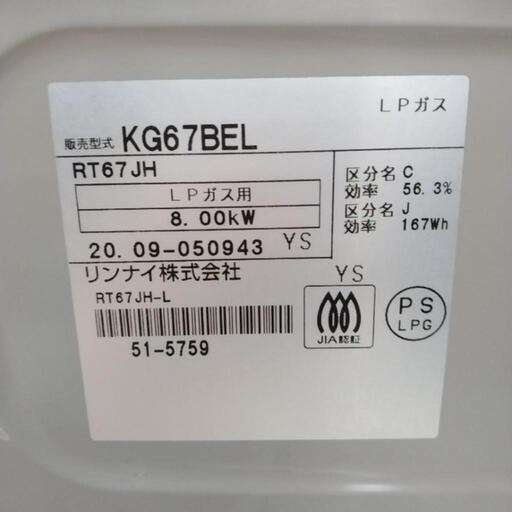 LPガス
販売型式 KG67BEL
RT67JH
LPガス用
8.00kW
区分名 C
効率 56.3%
区分名 J
効率 167Wh
20.09-050943 YS
リンナイ株式会社
YS
RT67JH-L
51-5759
JIA認証
PS
LPG